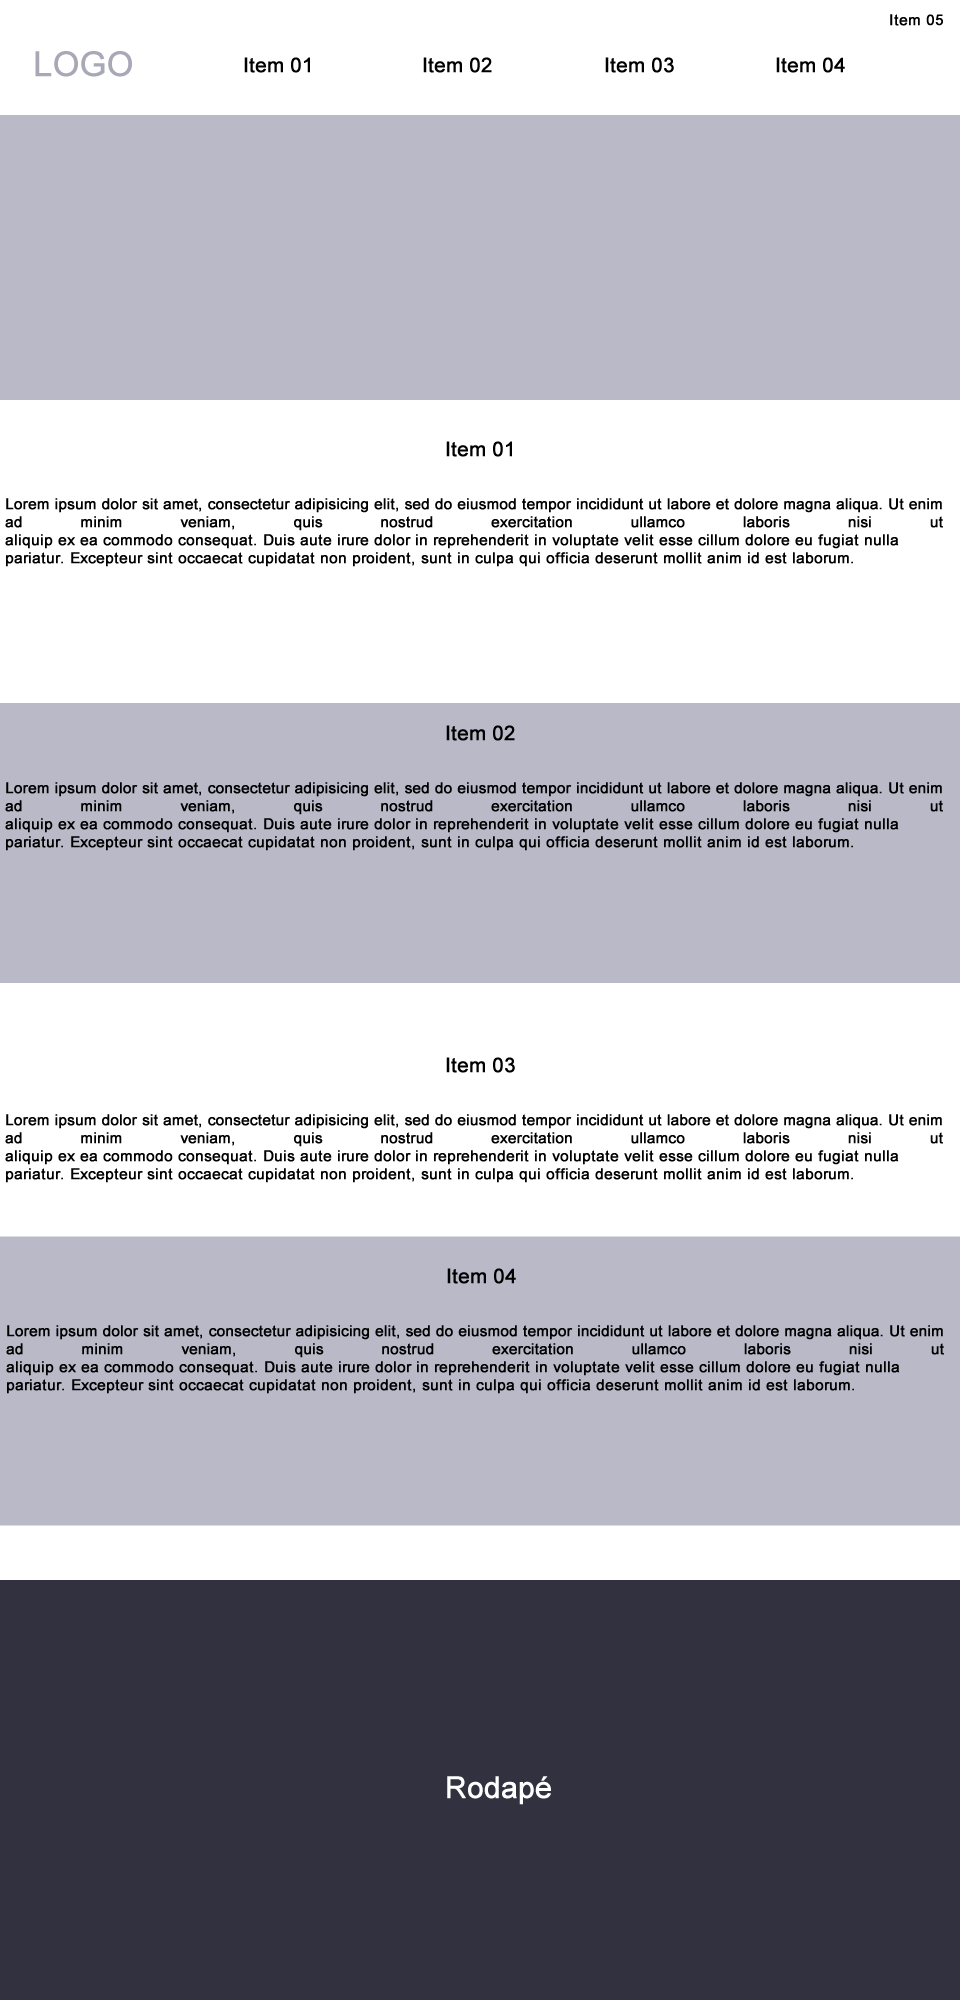 Item 05
LOGO Item 01 Item 02 Item 03 Item 04
Item 01
Lorem ipsum dolor sit amet, consectetur adipisicing elit, sed do eiusmod tempor incididunt ut labore et dolore magna aliqua. Ut enim
ad minim veniam, quis nostrud exercitation ullamco laboris nisi ut
aliquip ex ea commodo consequat. Duis aute irure dolor in reprehenderit in voluptate velit esse cillum dolore eu fugiat nulla
pariatur. Excepteur sint occaecat cupidatat non proident, sunt in culpa qui officia deserunt mollit anim id est laborum.
Item 02
Lorem ipsum dolor sit amet, consectetur adipisicing elit, sed do eiusmod tempor incididunt ut labore et dolore magna aliqua. Ut enim
ad minim veniam, quis nostrud exercitation ullamco laboris nisi ut
aliquip ex ea commodo consequat. Duis aute irure dolor in reprehenderit in voluptate velit esse cillum dolore eu fugiat nulla
pariatur. Excepteur sint occaecat cupidatat non proident, sunt in culpa qui officia deserunt mollit anim id est laborum.
Item 03
Lorem ipsum dolor sit amet, consectetur adipisicing elit, sed do eiusmod tempor incididunt ut labore et dolore magna aliqua. Ut enim
ad minim veniam, quis nostrud exercitation ullamco laboris nisi ut
aliquip ex ea commodo consequat. Duis aute irure dolor in reprehenderit in voluptate velit esse cillum dolore eu fugiat nulla
pariatur. Excepteur sint occaecat cupidatat non proident, sunt in culpa qui officia deserunt mollit anim id est laborum.
Item 04
Lorem ipsum dolor sit amet, consectetur adipisicing elit, sed do eiusmod tempor incididunt ut labore et dolore magna aliqua. Ut enim
ad minim veniam, quis nostrud exercitation ullamco laboris nisi ut
aliquip ex ea commodo consequat. Duis aute irure dolor in reprehenderit in voluptate velit esse cillum dolore eu fugiat nulla
pariatur. Excepteur sint occaecat cupidatat non proident, sunt in culpa qui officia deserunt mollit anim id est laborum.
Rodapé